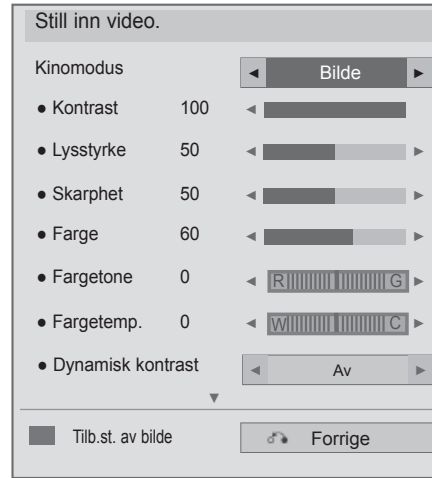 Still inn video.
Kinomodus ◄ Bilde ►
● Kontrast 100 ◄
● Lysstyrke 50 ◄ ►
● Skarphet 50 ◄ ►
● Farge 60 ◄ ►
● Fargetone 0 ◄ R G ►
● Fargetemp. 0 ◄ W C ►
● Dynamisk kontrast ◄ Av ►
▼
Tilb.st. av bilde Forrige